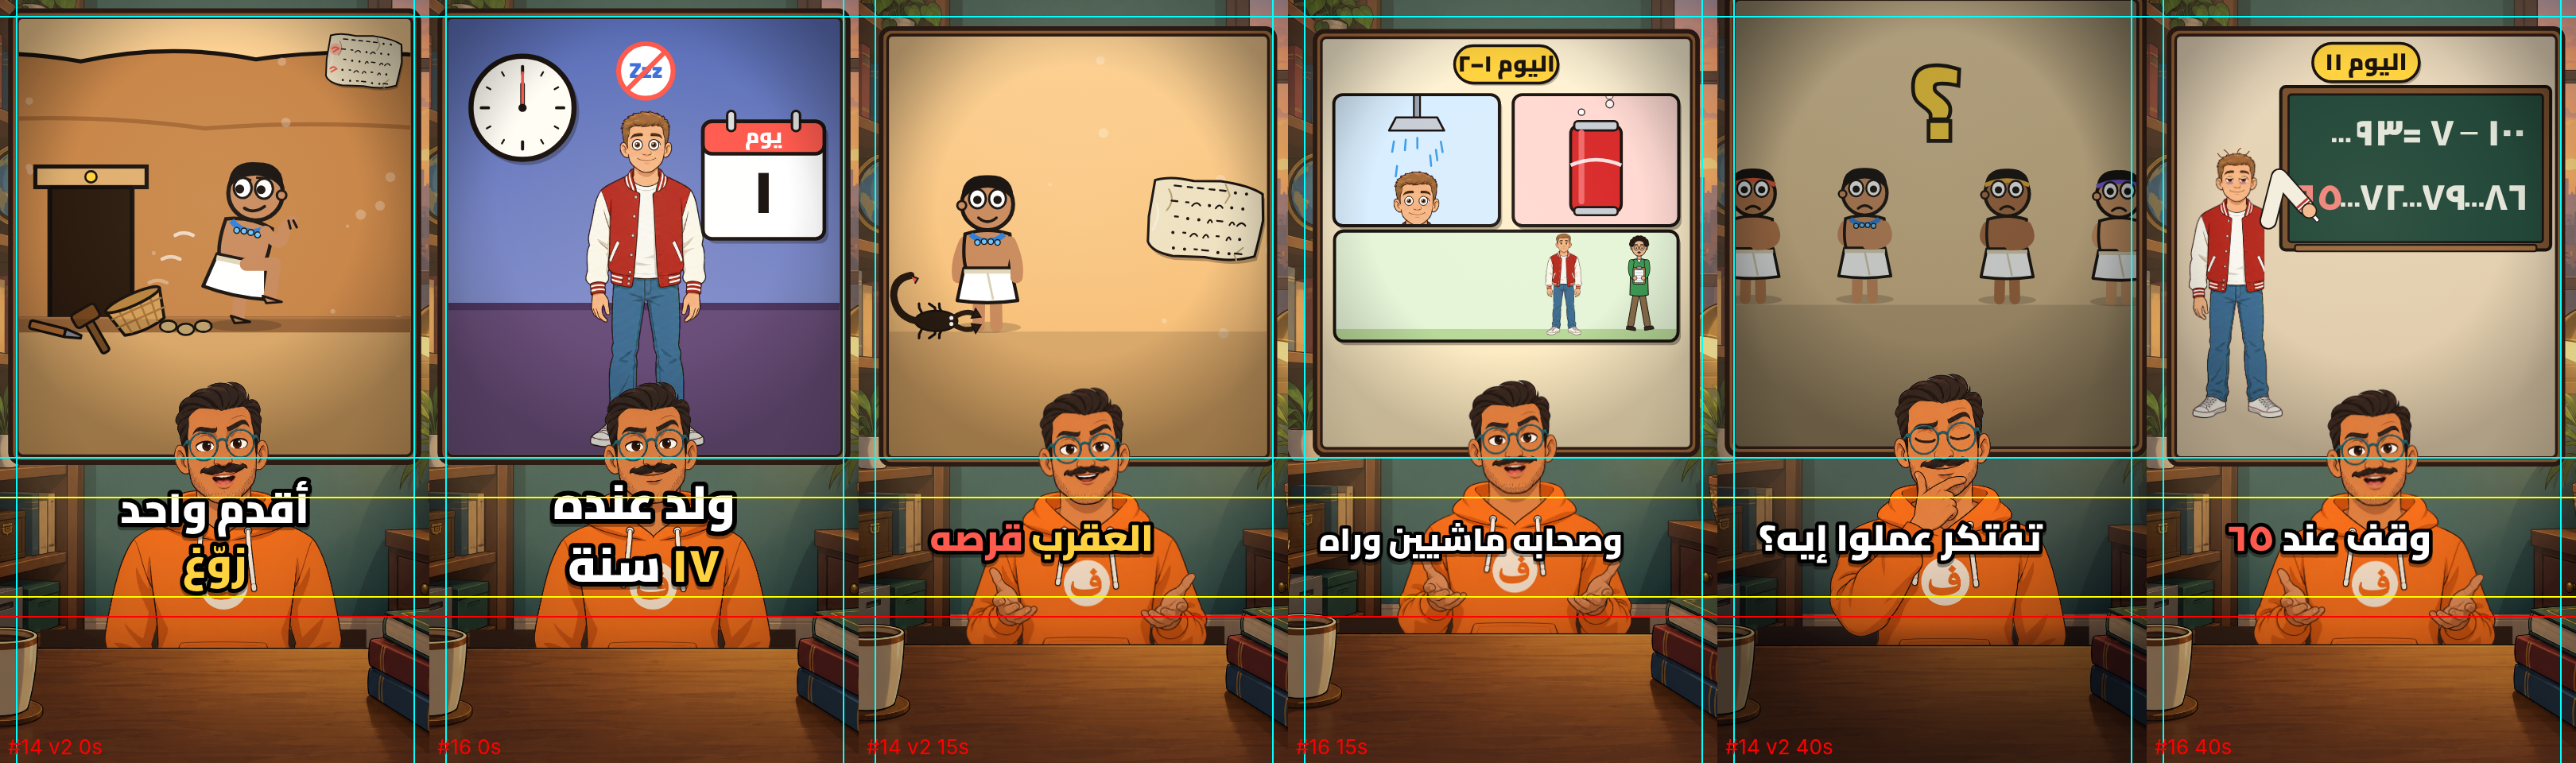 أقدم واحد
زوّغ
#14 v2 0s
Zzz
يوم
١
ولد عنده
١٧ سنة
ف
#16 0s
العقرب قرصه
ف
#14 v2 15s
اليوم ١-٢
وصحابه ماشيين وراه
ف
#16 15s
؟
تفتكر عملوا إيه؟
ف
#14 v2 40s
اليوم ١١
١٠٠ - ٧ =٩٣...
٨٦...٧٩...٧٢...٦٥
وقف عند ٦٥
ف
#16 40s